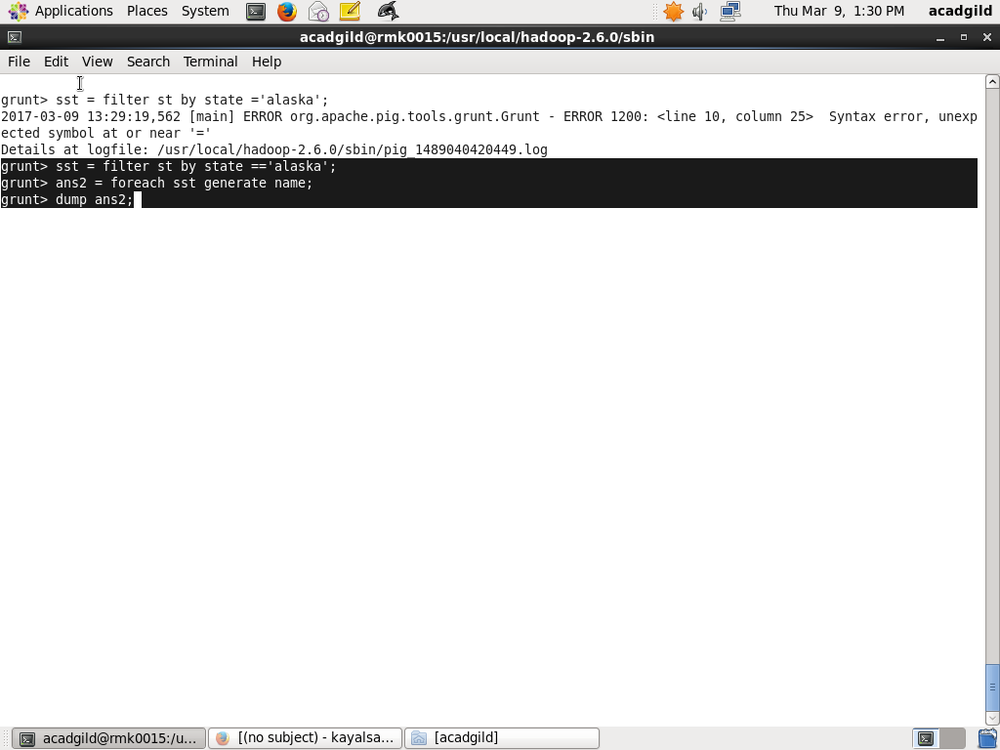 Applications Places System Thu Mar 9, 1:30 PM acadgild
acadgild@rmk0015:/usr/local/hadoop-2.6.0/sbin
File Edit View Search Terminal Help
grunt> sst = filter st by state ='alaska';
2017-03-09 13:29:19,562 [main] ERROR org.apache.pig.tools.grunt.Grunt - ERROR 1200: <line 10, column 25>  Syntax error, unexp
ected symbol at or near '='
Details at logfile: /usr/local/hadoop-2.6.0/sbin/pig_1489040420449.log
grunt> sst = filter st by state =='alaska';
grunt> ans2 = foreach sst generate name;
grunt> dump ans2;
acadgild@rmk0015:/u... [(no subject) - kayalsa... [acadgild]